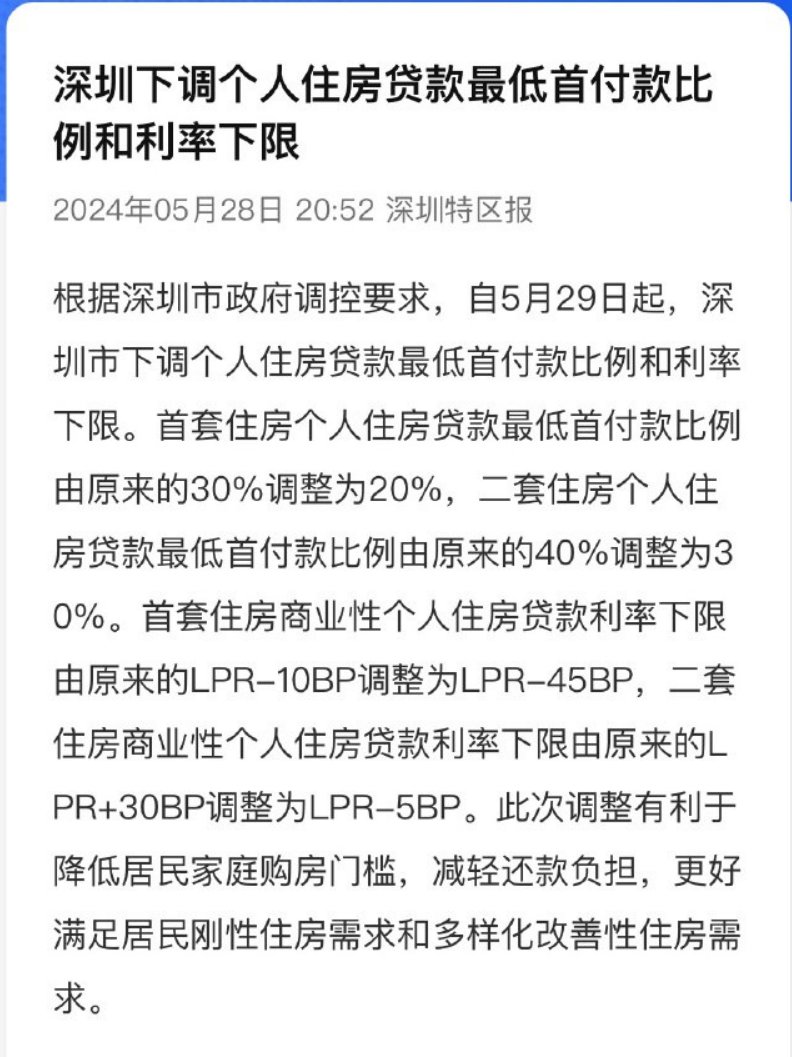 深圳下调个人住房贷款最低首付款比
例和利率下限
2024年05月28日 20:52 深圳特区报
根据深圳市政府调控要求，自5月29日起，深
圳市下调个人住房贷款最低首付款比例和利率
下限。首套住房个人住房贷款最低首付款比例
由原来的30%调整为20%，二套住房个人住
房贷款最低首付款比例由原来的40%调整为3
0%。首套住房商业性个人住房贷款利率下限
由原来的LPR-10BP调整为LPR-45BP，二套
住房商业性个人住房贷款利率下限由原来的L
PR+30BP调整为LPR-5BP。此次调整有利于
降低居民家庭购房门槛，减轻还款负担，更好
满足居民刚性住房需求和多样化改善性住房需
求。